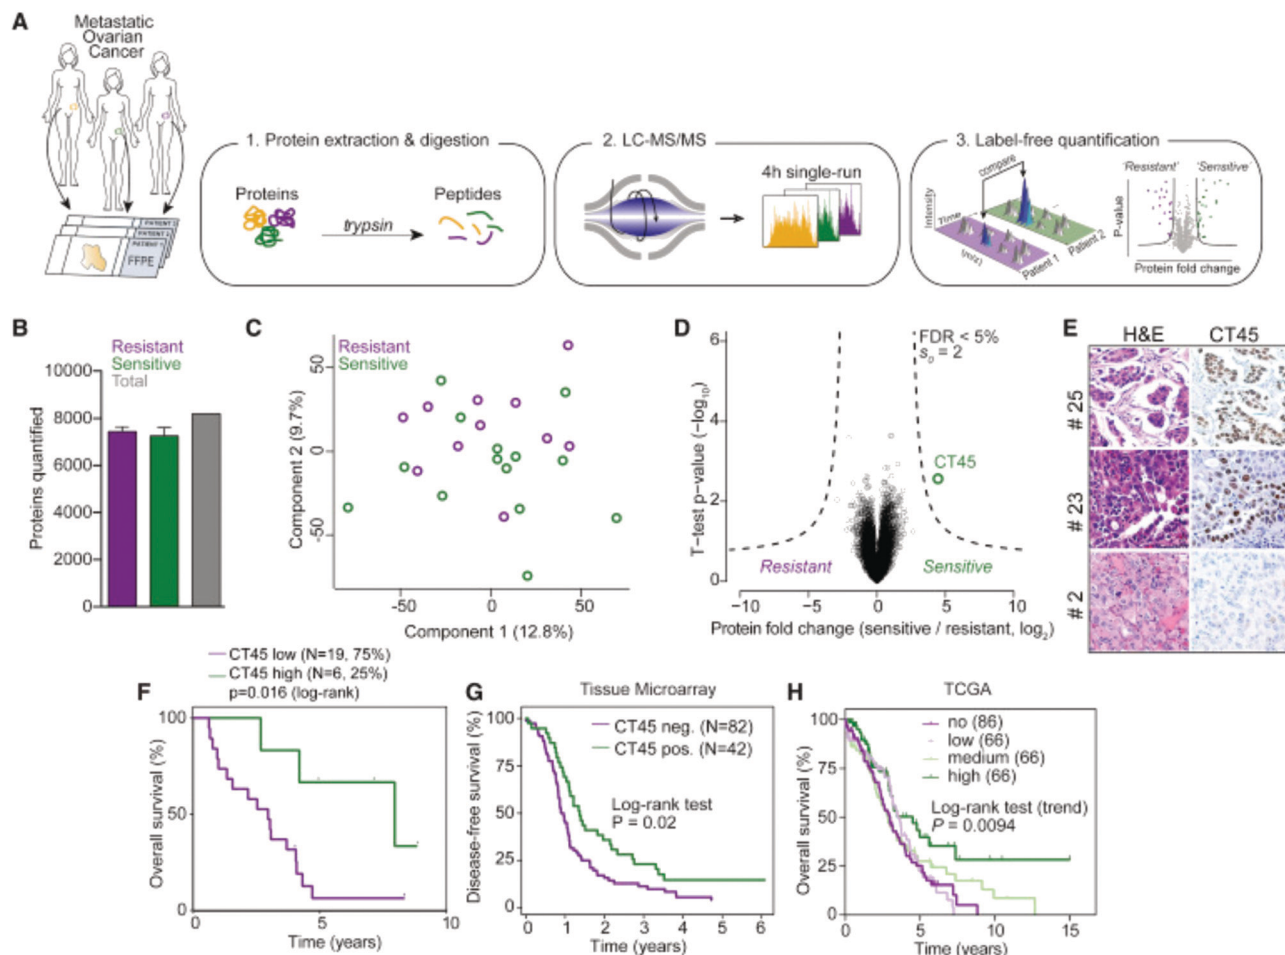 A
Metastatic
Ovarian
Cancer
PATIENT
PATIENT
PATIENT
FFPE
1. Protein extraction & digestion
Proteins
trypsin
Peptides
2. LC-MS/MS
4h single-run
3. Label-free quantification
compare
Intensity
Time
(m/z)
Patient 1
Patient 2
'Resistant'
'Sensitive'
P-value
Protein fold change
B
Resistant
Sensitive
Total
Proteins quantified
10000
8000
6000
4000
2000
0
C
Resistant
Sensitive
Component 2 (9.7%)
50
0
-50
-50
0
50
Component 1 (12.8%)
D
FDR < 5%
s0 = 2
T-test p-value (−log10)
6
4
2
0
CT45
Resistant
Sensitive
−10
−5
0
5
10
Protein fold change (sensitive / resistant, log2)
E
H&E
CT45
#25
#23
#2
F
CT45 low (N=19, 75%)
CT45 high (N=6, 25%)
p=0.016 (log-rank)
Overall survival (%)
100
50
0
0
5
10
Time (years)
G
Tissue Microarray
CT45 neg. (N=82)
CT45 pos. (N=42)
Log-rank test
P = 0.02
Disease-free survival (%)
100
75
50
25
0
0
1
2
3
4
5
6
Time (years)
H
TCGA
no (86)
low (66)
medium (66)
high (66)
Log-rank test (trend)
P = 0.0094
Overall survival (%)
100
75
50
25
0
0
5
10
15
Time (years)